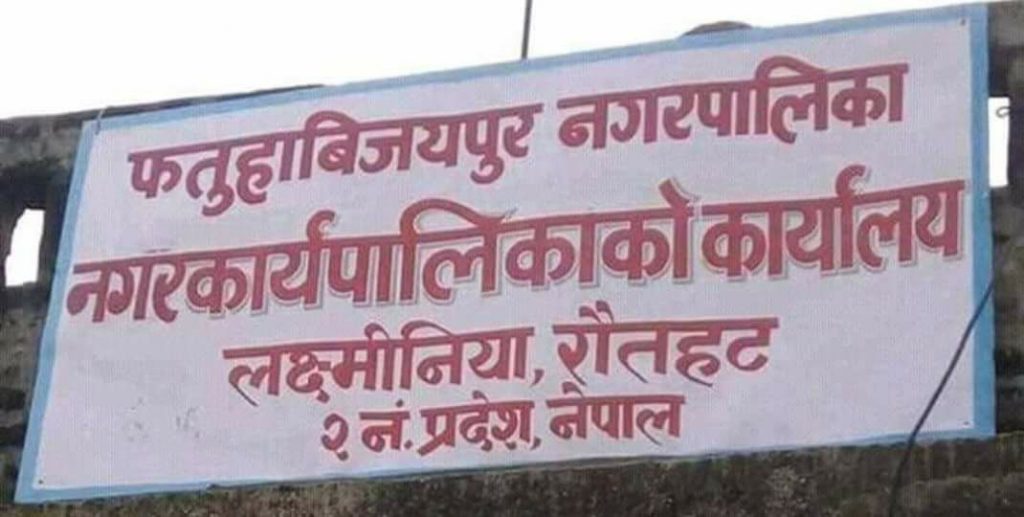 फतुहाबिजयपुर नगरपालिका
नगरकार्यपालिकाको कार्यालय
लक्ष्मीनिया, रौतहट
२ नं. प्रदेश, नेपाल